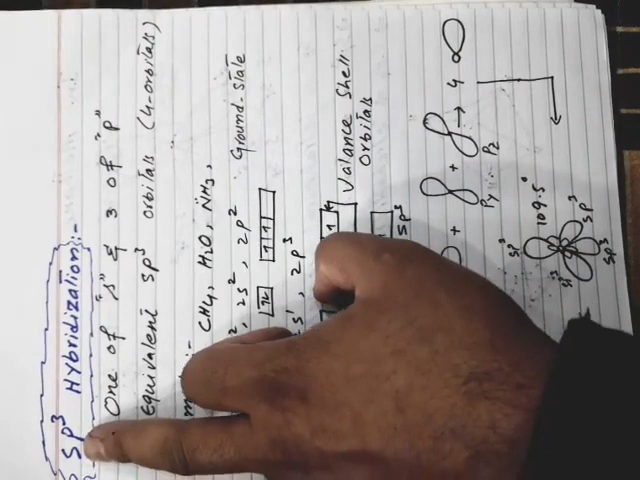 SP³ Hybridization:-
One of "s" & 3 of "p"
Equivalent SP³ orbitals (4-orbitals)
CH4, H2O, NH3,
2s², 2p² Ground-state
s¹, 2p³
Valance Shell
orbitals
SP³
+ + → 4
Py Pz
109.5°
SP³
SP³
SP³
SP³